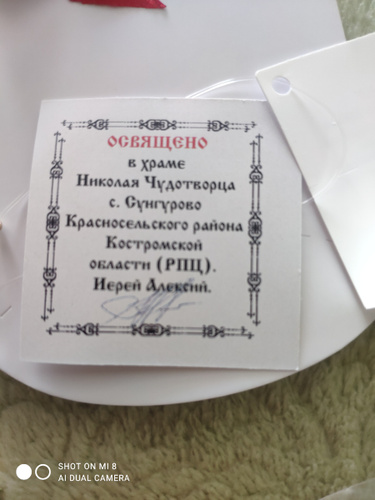 ОСВЯЩЕНО
в храме
Николая Чудотворца
с. Сунгурово
Красносельского района
Костромской
области (РПЦ).
Иерей Алексий.
SHOT ON MI 8
AI DUAL CAMERA